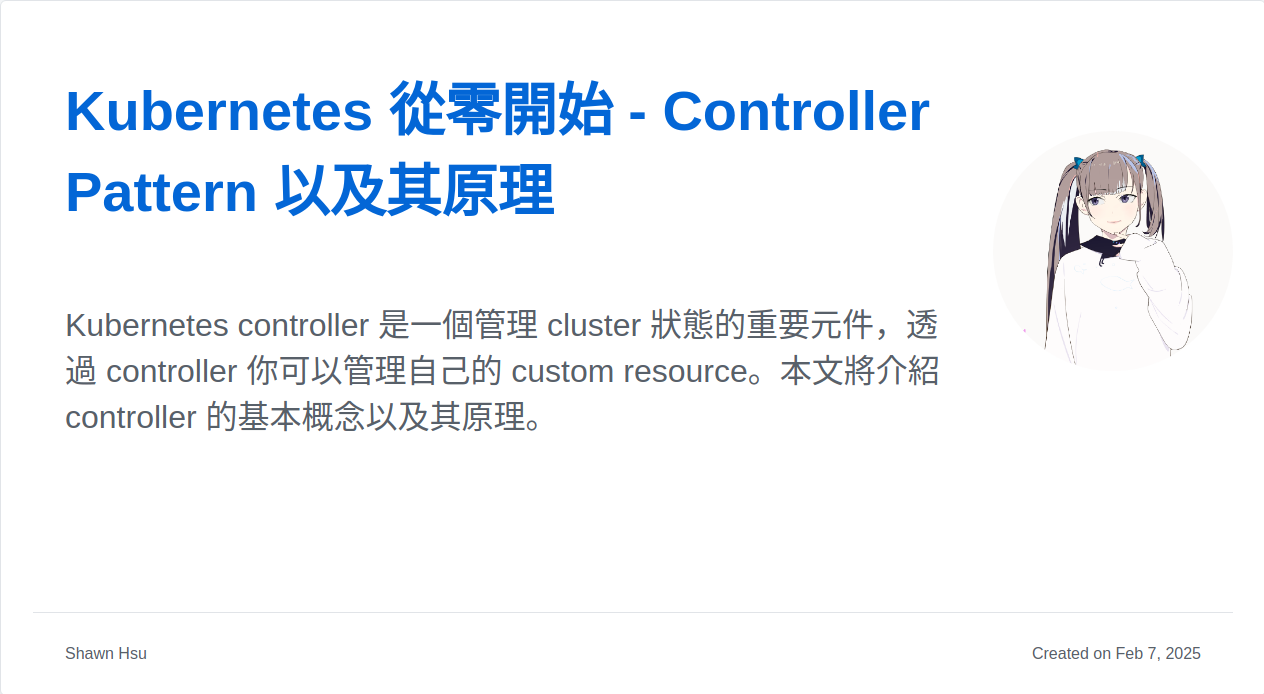 Kubernetes 從零開始 - Controller
Pattern 以及其原理
Kubernetes controller 是一個管理 cluster 狀態的重要元件，透
過 controller 你可以管理自己的 custom resource。本文將介紹
controller 的基本概念以及其原理。
Shawn Hsu
Created on Feb 7, 2025